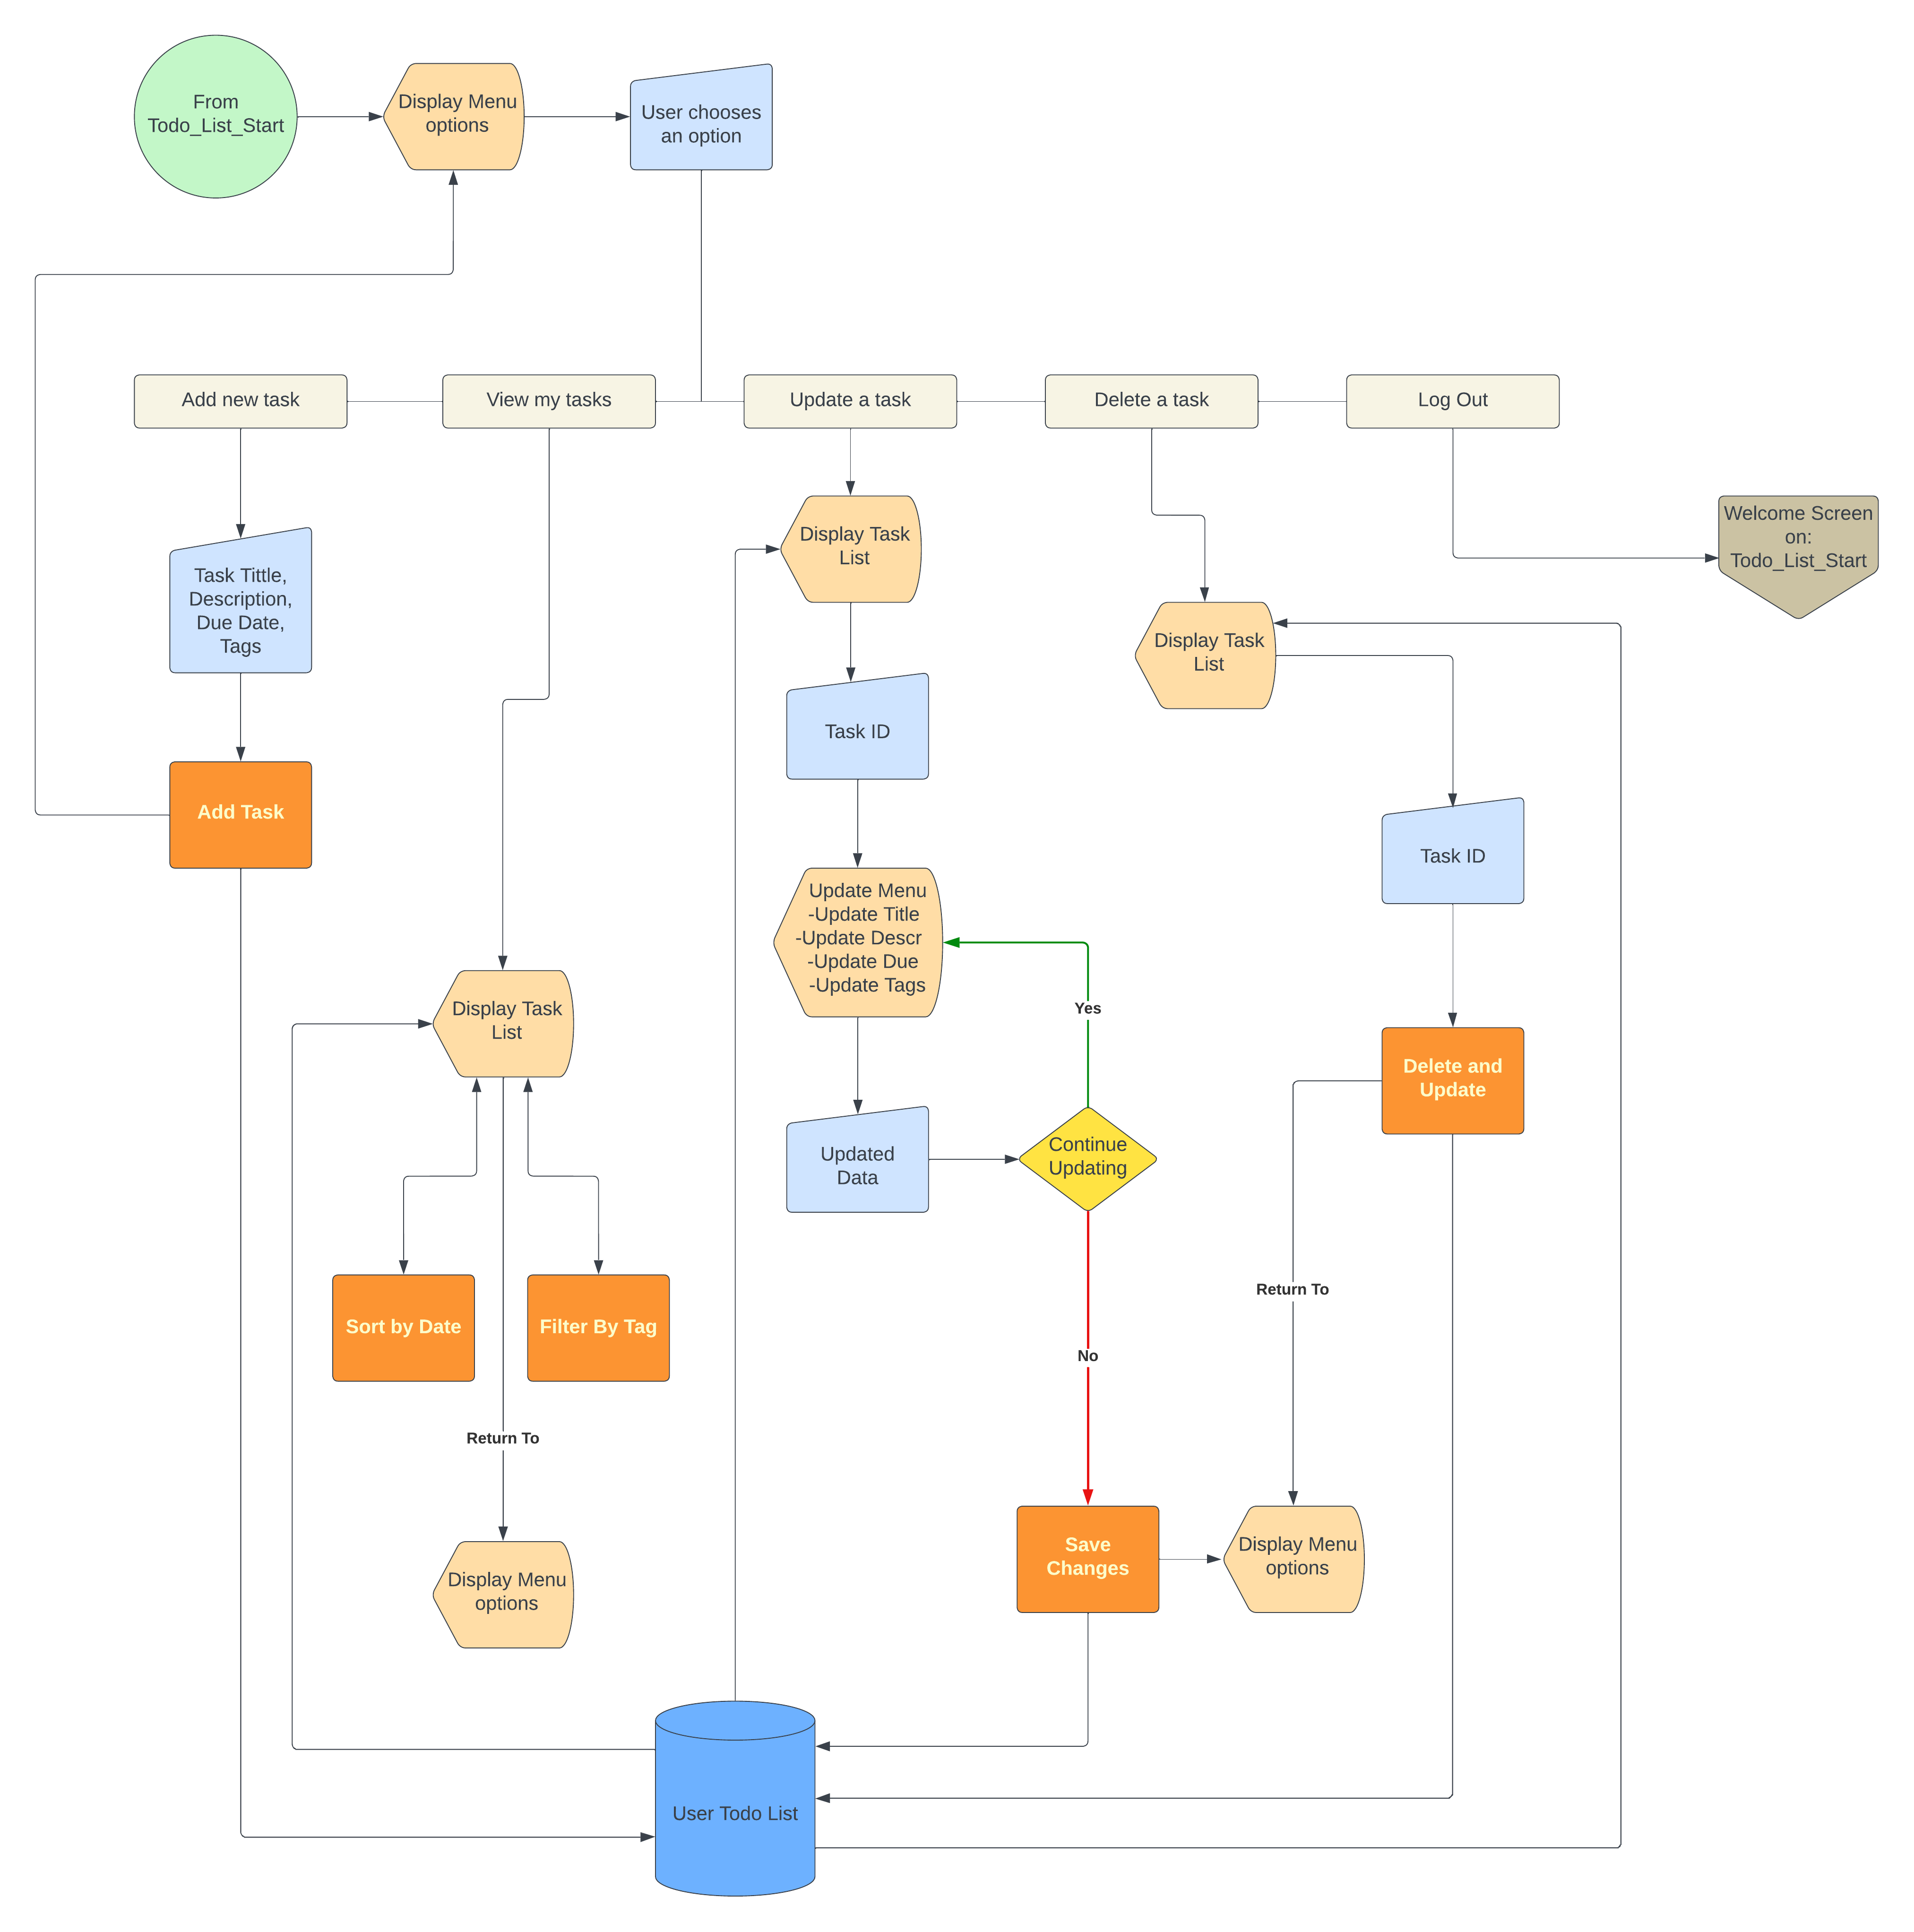 From
Todo_List_Start
Display Menu
options
User chooses
an option
Add new task
View my tasks
Update a task
Delete a task
Log Out
Welcome Screen
on:
Todo_List_Start
Display Task
List
Task Tittle,
Description,
Due Date,
Tags
Display Task
List
Task ID
Add Task
Task ID
Update Menu
-Update Title
-Update Descr
-Update Due
-Update Tags
Yes
Display Task
List
Delete and
Update
Updated
Data
Continue
Updating
Return To
Sort by Date
Filter By Tag
No
Return To
Save
Changes
Display Menu
options
Display Menu
options
User Todo List